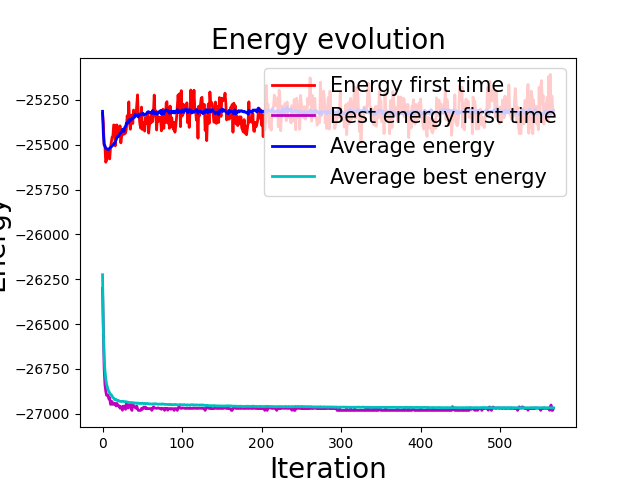 Energy evolution
Energy first time
Best energy first time
Average energy
Average best energy
−25250
−25500
−25750
−26000
−26250
−26500
−26750
−27000
Energy
0 100 200 300 400 500
Iteration